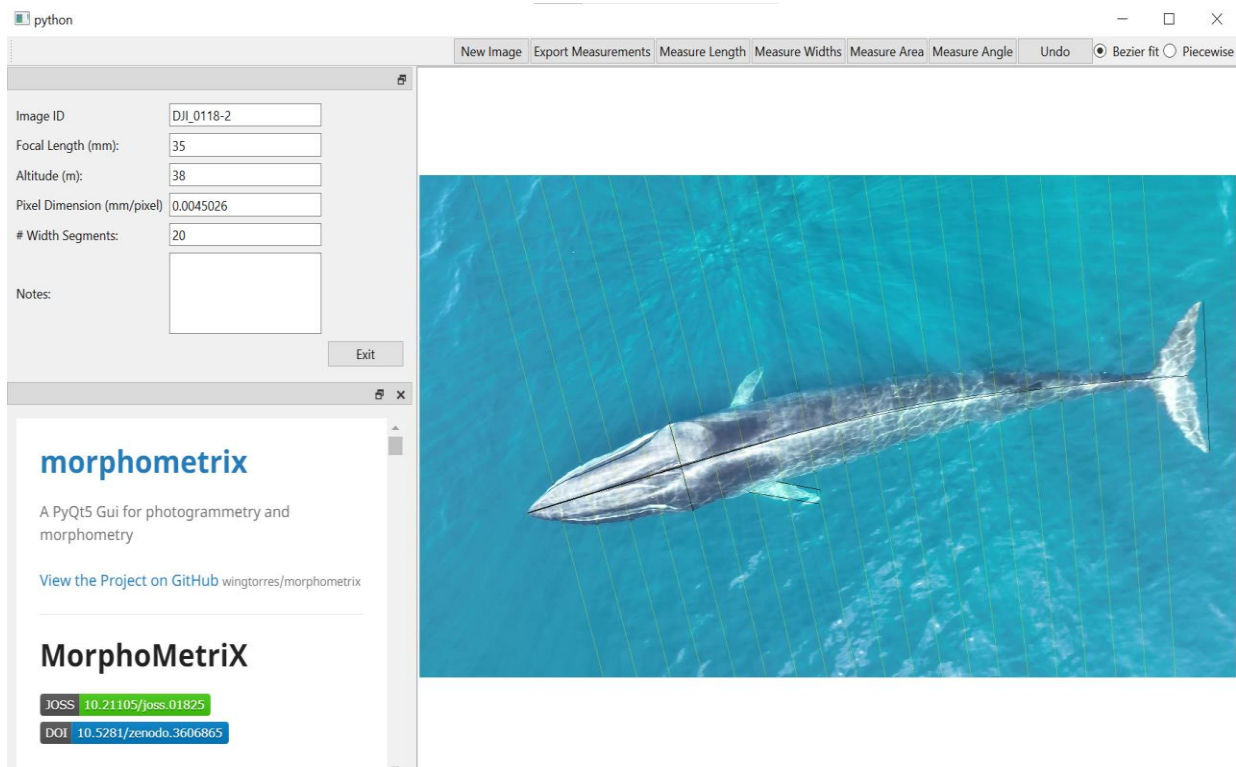 python
New Image Export Measurements Measure Length Measure Widths Measure Area Measure Angle Undo Bezier fit Piecewise
Image ID DJI_0118-2
Focal Length (mm): 35
Altitude (m): 38
Pixel Dimension (mm/pixel) 0.0045026
# Width Segments: 20
Notes:
Exit
morphometrix
A PyQt5 Gui for photogrammetry and
morphometry
View the Project on GitHub wingtorres/morphometrix
MorphoMetriX
JOSS 10.21105/joss.01825
DOI 10.5281/zenodo.3606865